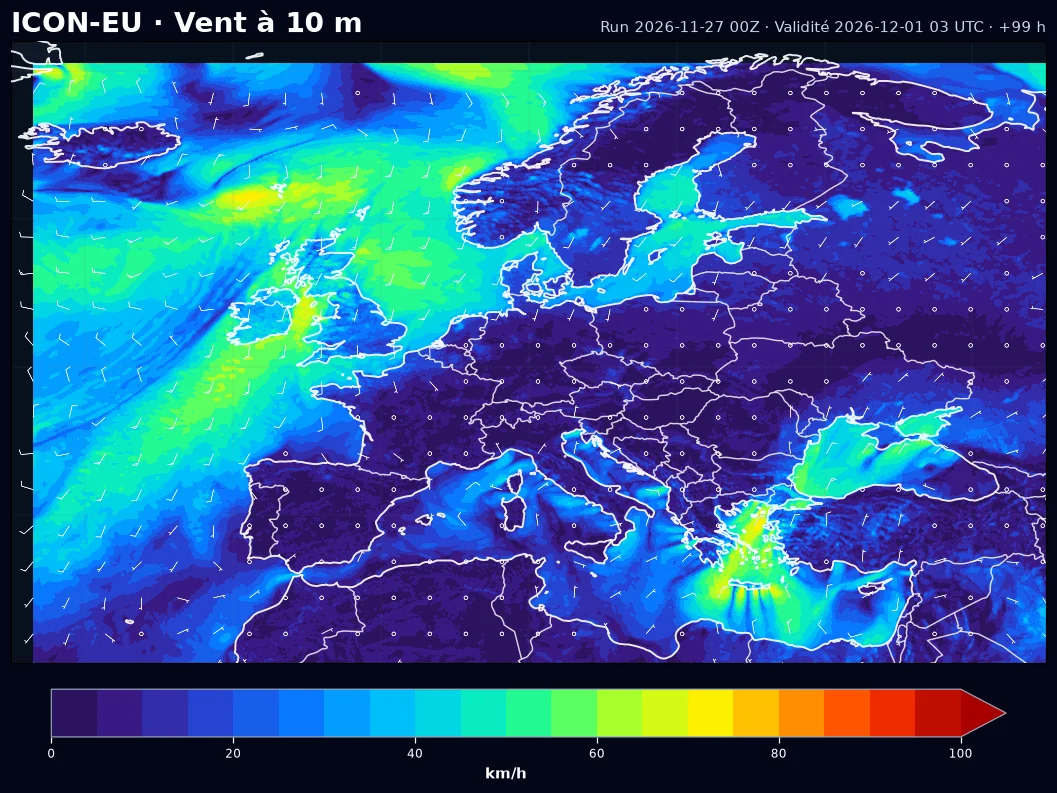 ICON-EU · Vent à 10 m
Run 2026-11-27 00Z · Validité 2026-12-01 03 UTC · +99 h
0 20 40 60 80 100
km/h